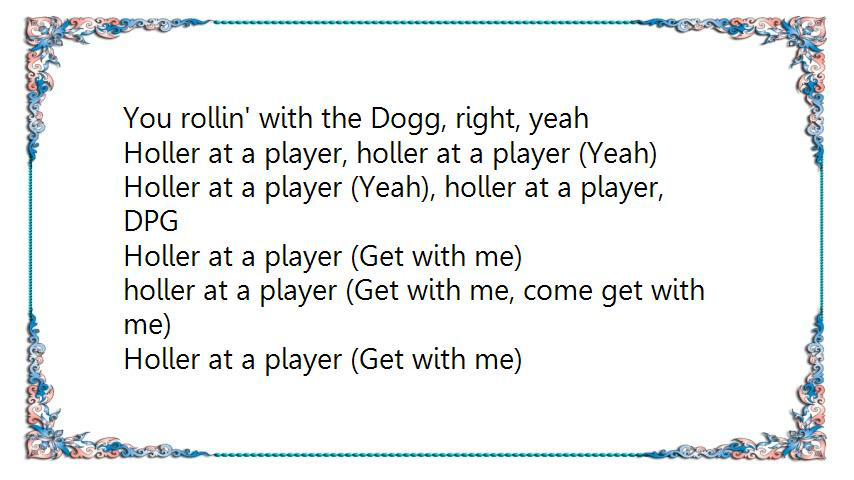 You rollin' with the Dogg, right, yeah
Holler at a player, holler at a player (Yeah)
Holler at a player (Yeah), holler at a player,
DPG
Holler at a player (Get with me)
holler at a player (Get with me, come get with
me)
Holler at a player (Get with me)